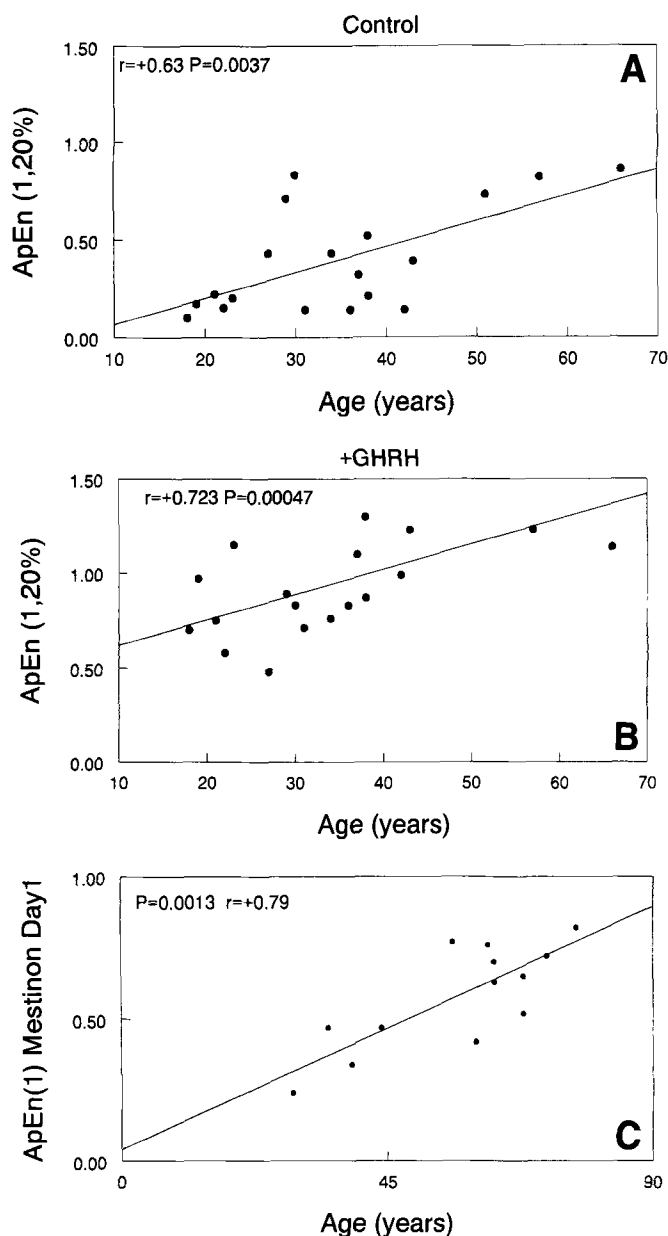 Control
1.50
r=+0.63 P=0.0037
A
1.00
0.50
0.00
ApEn (1,20%)
10 20 30 40 50 60 70
Age (years)
+GHRH
1.50
r=+0.723 P=0.00047
1.00
0.50
0.00
ApEn (1,20%)
B
10 20 30 40 50 60 70
Age (years)
1.00
P=0.0013 r=+0.79
0.50
0.00
ApEn(1) Mestinon Day1
C
0 45 90
Age (years)